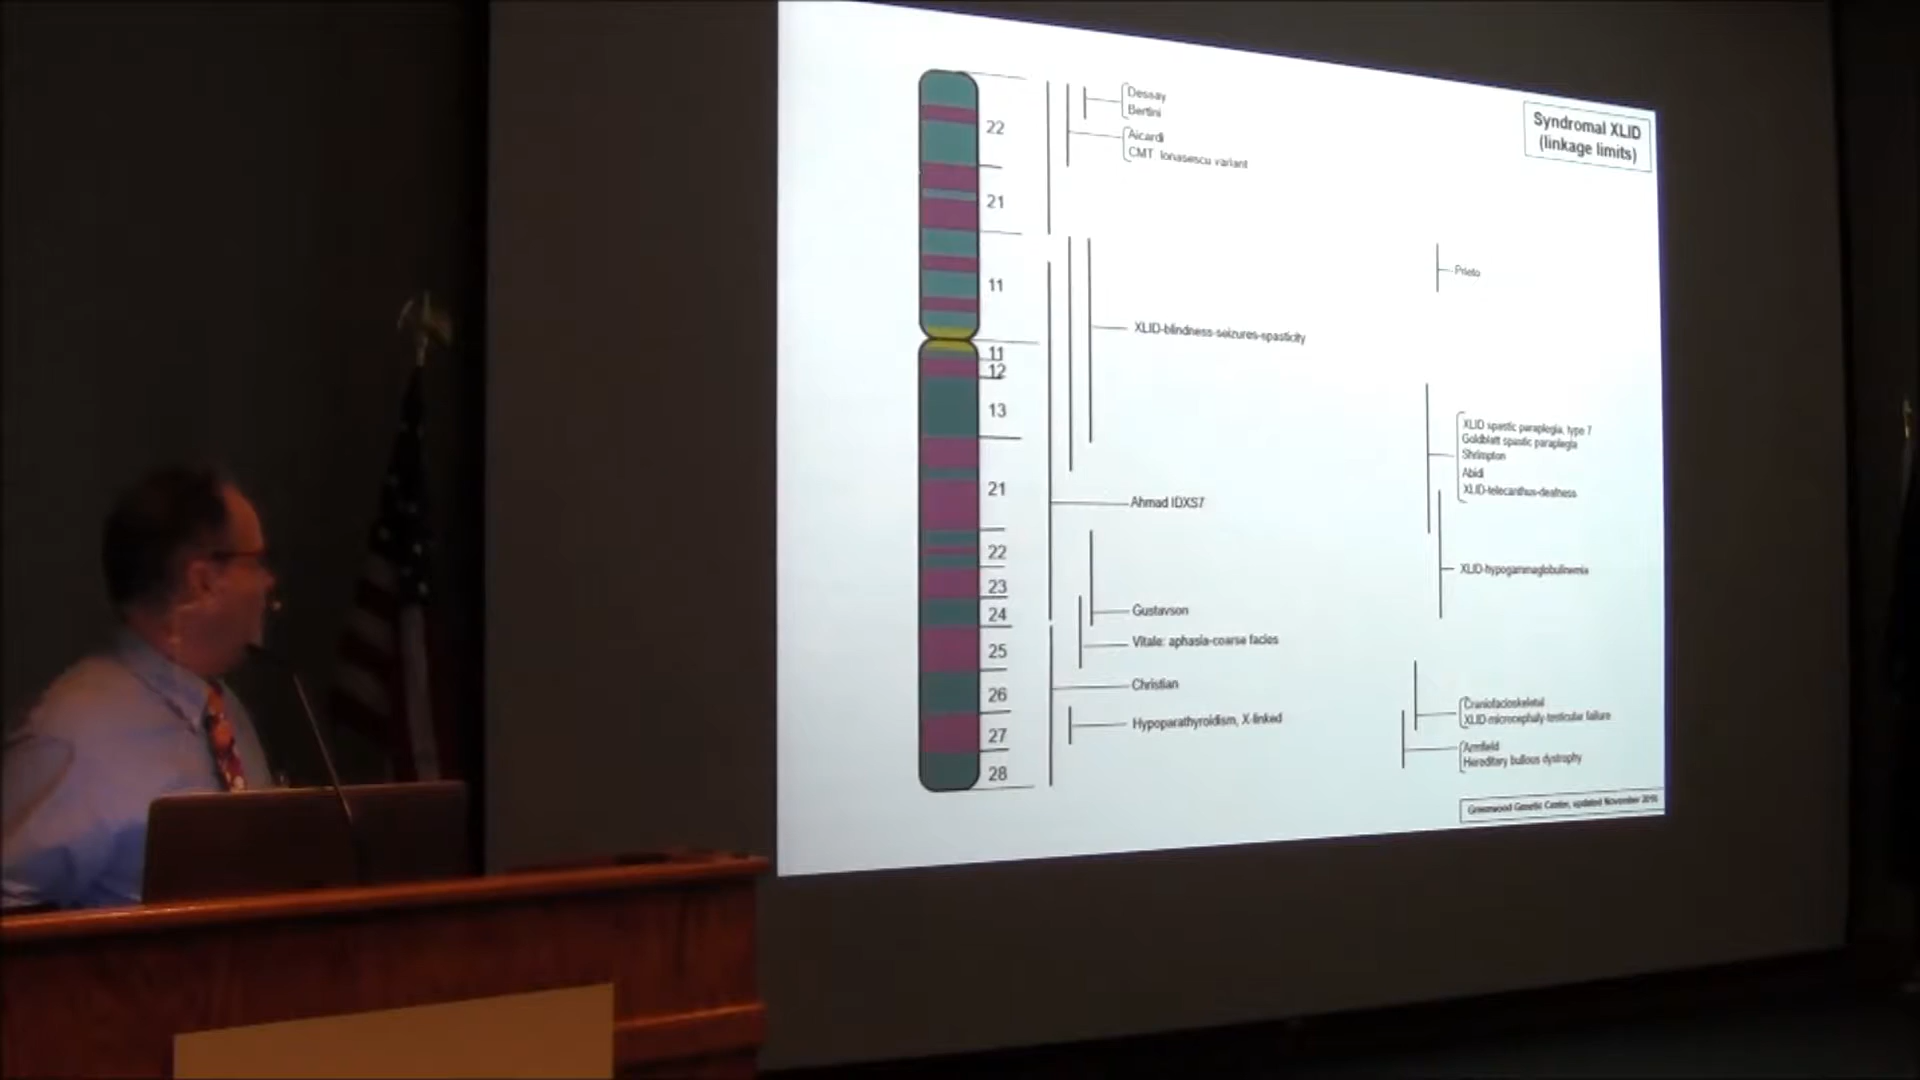 Syndromal XLID
(linkage limits)
22
21
11
11
12
13
21
22
23
24
25
26
27
28
Dessay
Bertini
Aicardi
CMT Ionasescu variant
XLID-blindness-seizures-spasticity
Ahmad IDXS7
Gustavson
Vitale: aphasia-coarse facies
Christian
Hypoparathyroidism, X-linked
Prieto
XLID spastic paraplegia, type 7
Goldblatt spastic paraplegia
Shrimpton
Abidi
XLID-telecanthus-deafness
XLID-hypogammaglobulinemia
Craniofacioskeletal
XLID-microcephaly-testicular failure
Armfield
Hereditary bullous dystrophy
Greenwood Genetic Center, updated November